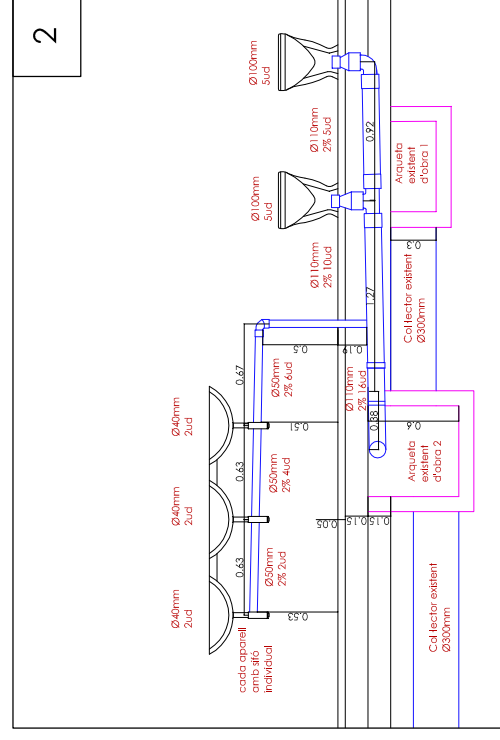 2
Ø100mm
5ud
Ø100mm
5ud
Ø110mm
2% 5ud
0.92
Arqueta
existent
d'obra 1
Ø110mm
2% 10ud
1.27
0.3
Col·lector existent
Ø300mm
0.67
Ø50mm
2% 6ud
0.5
0.19
Ø110mm
2% 16ud
0.38
0.6
Arqueta
existent
d'obra 2
Ø40mm
2ud
0.51
0.63
Ø50mm
2% 4ud
Ø40mm
2ud
0.05
0.15
0.15
0.63
Ø50mm
2% 2ud
Ø40mm
2ud
0.53
cada aparell
amb sifó
individual
Col·lector existent
Ø300mm